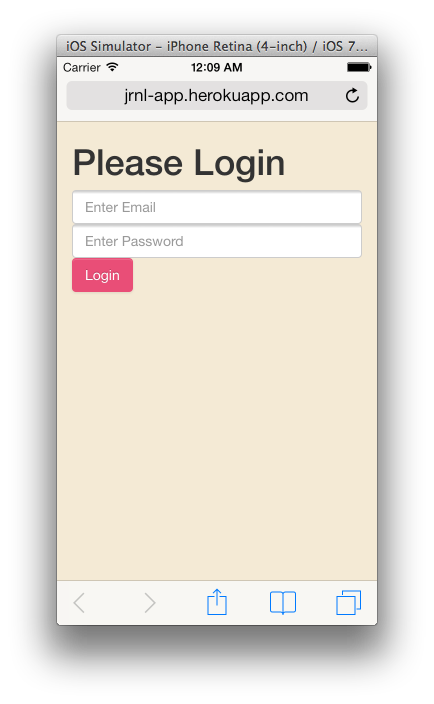 iOS Simulator - iPhone Retina (4-inch) / iOS 7...
Carrier 12:09 AM
jrnl-app.herokuapp.com
Please Login
Enter Email
Enter Password
Login